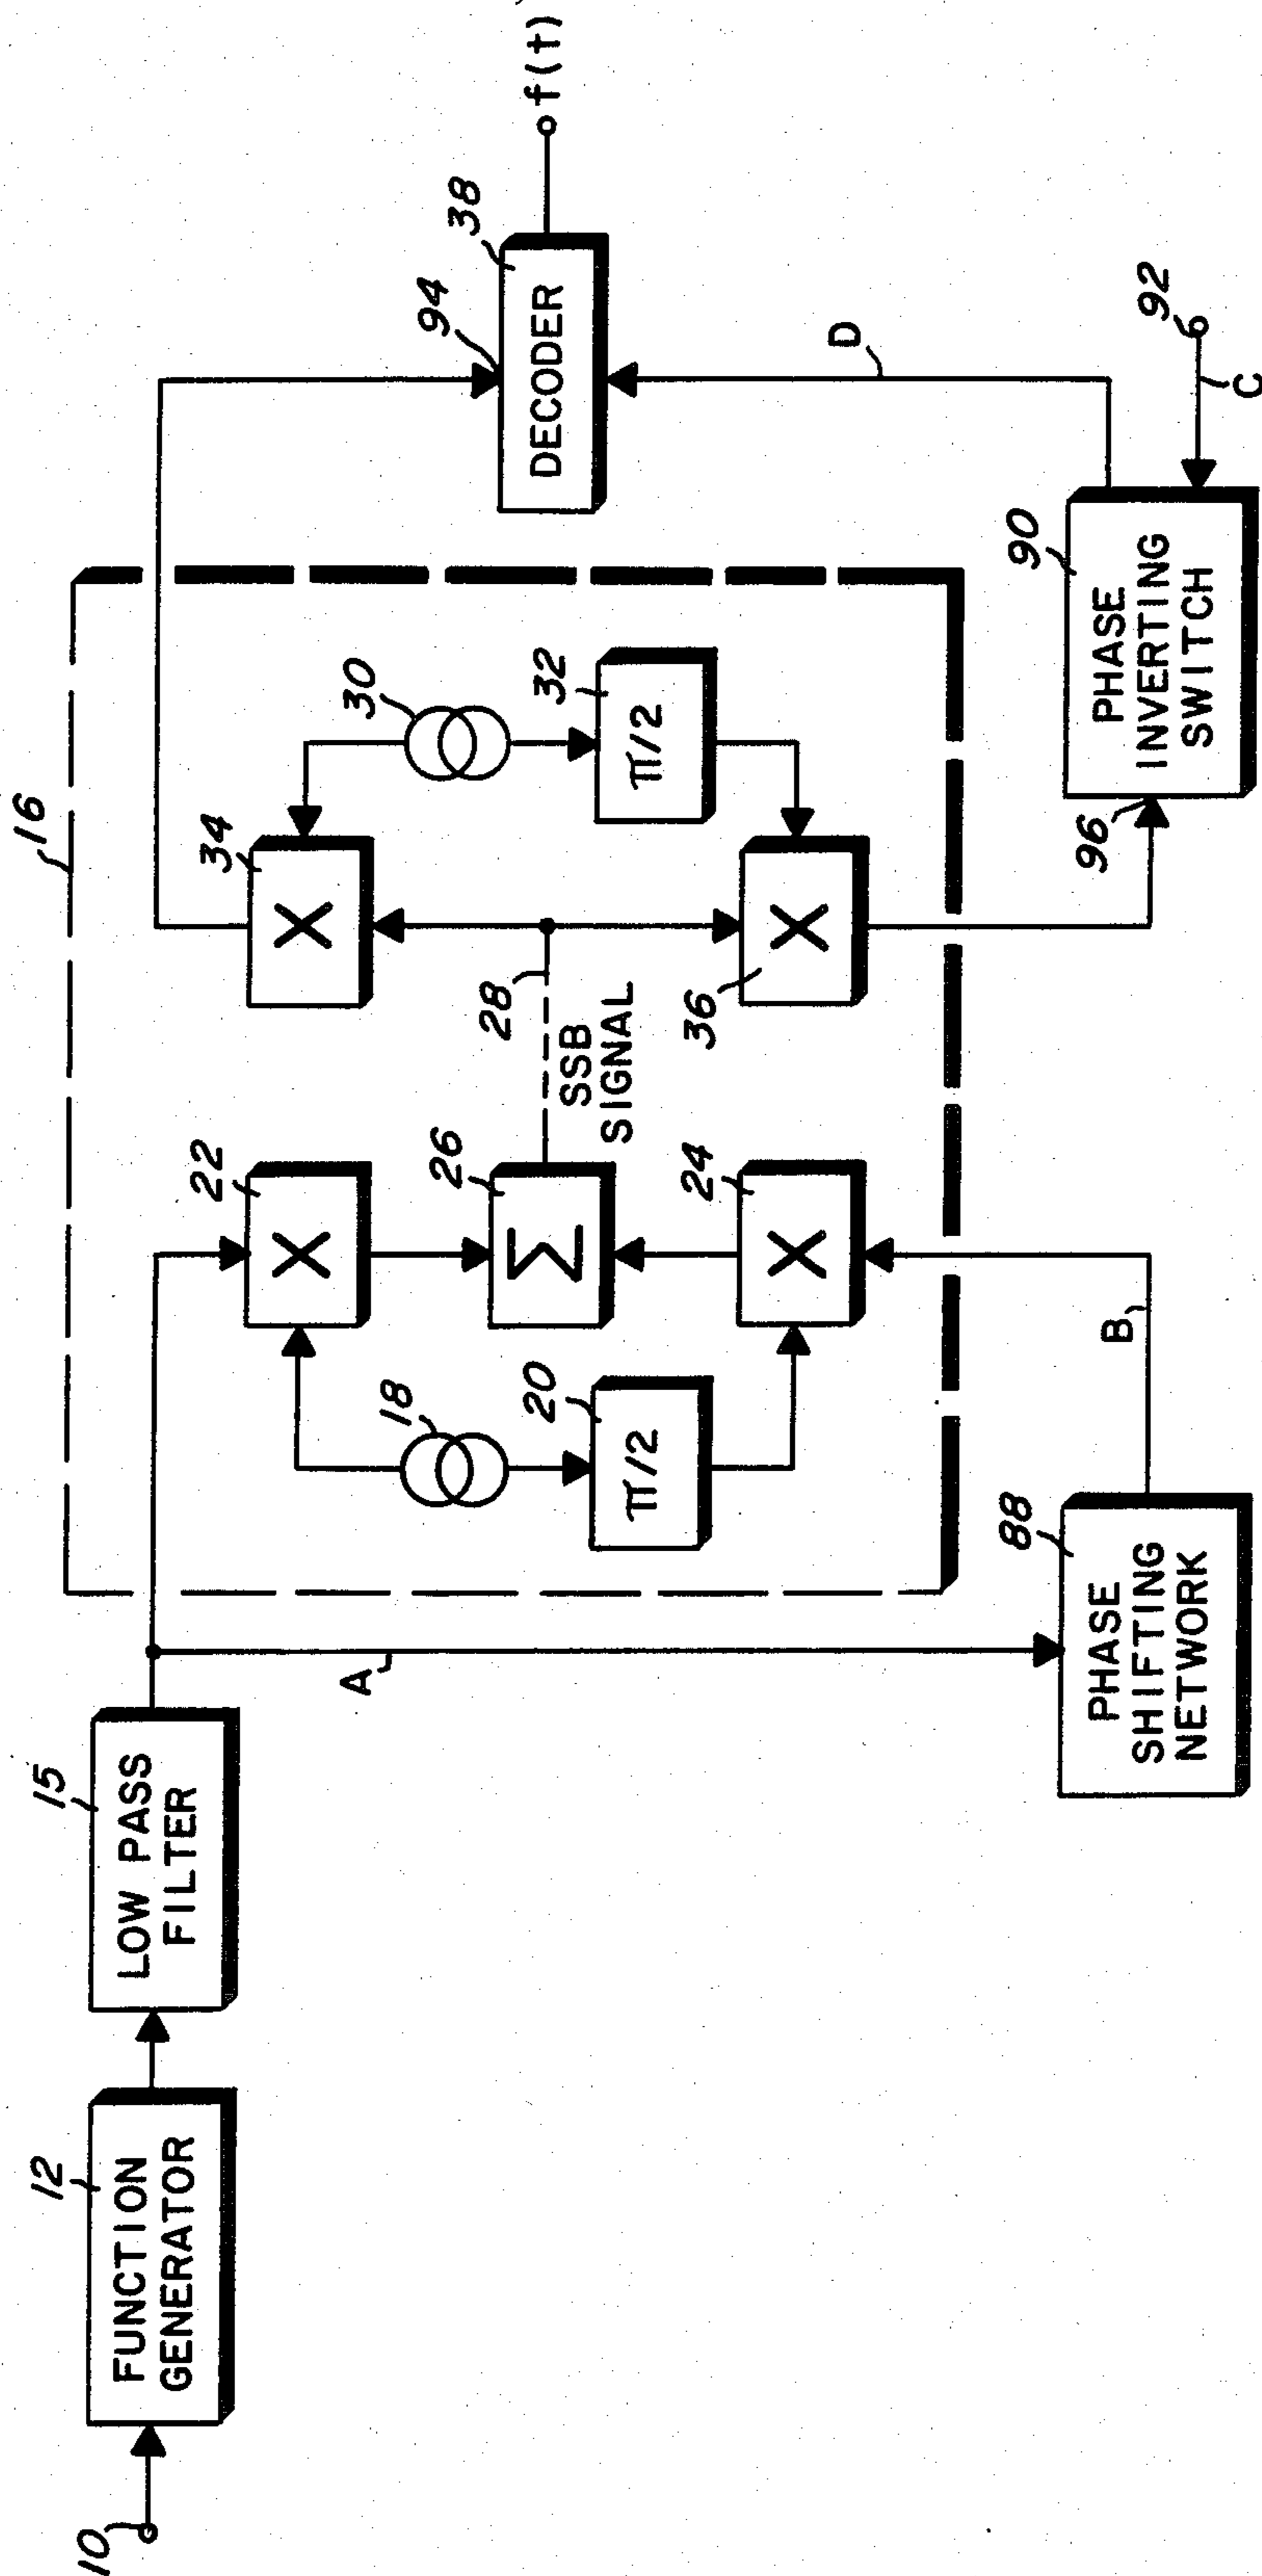 10
12
FUNCTION
GENERATOR
15
LOW PASS
FILTER
A
88
PHASE
SHIFTING
NETWORK
B
16
18
20
π/2
22
X
26
Σ
24
X
28
SSB
SIGNAL
34
X
36
X
30
32
π/2
96
90
PHASE
INVERTING
SWITCH
C
92
D
94
38
DECODER
f(t)